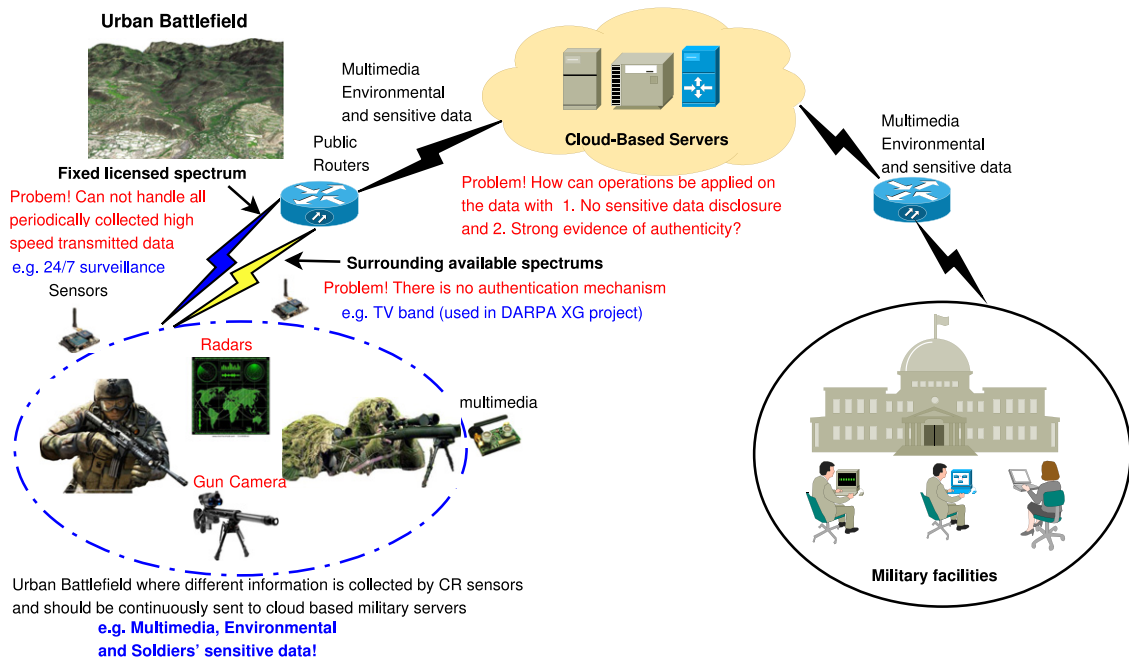 Urban Battlefield
Multimedia
Environmental
and sensitive data
Public
Routers
Fixed licensed spectrum
Probem! Can not handle all
periodically collected high
speed transmitted data
e.g. 24/7 surveillance
Sensors
Cloud-Based Servers
Problem! How can operations be applied on
the data with 1. No sensitive data disclosure
and 2. Strong evidence of authenticity?
Multimedia
Environmental
and sensitive data
Surrounding available spectrums
Problem! There is no authentication mechanism
e.g. TV band (used in DARPA XG project)
Radars
multimedia
Gun Camera
Military facilities
Urban Battlefield where different information is collected by CR sensors
and should be continuously sent to cloud based military servers
e.g. Multimedia, Environmental
and Soldiers' sensitive data!